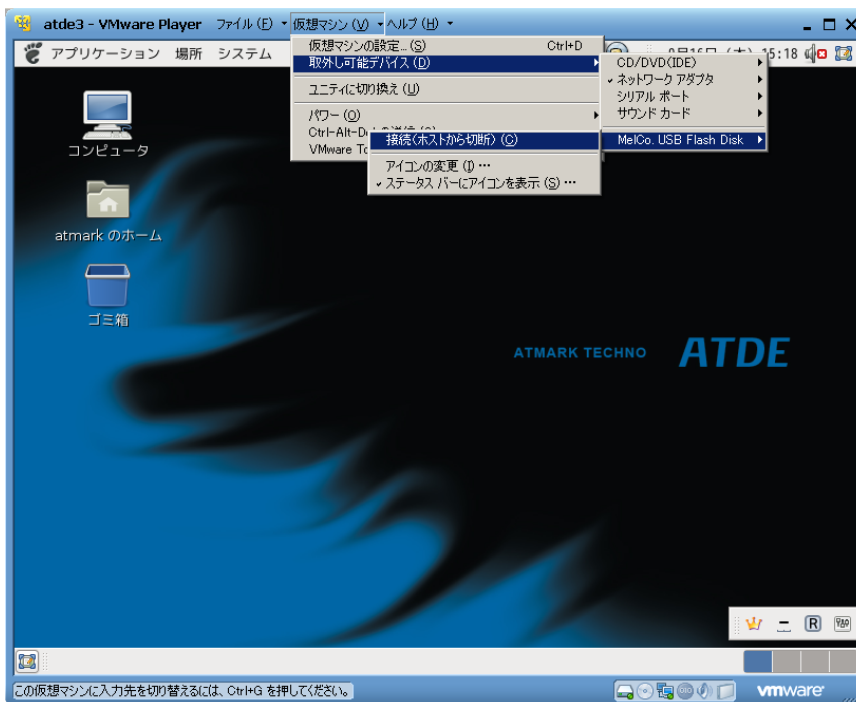 atde3 - VMware Player ファイル(F) 仮想マシン(V) ヘルプ(H)
アプリケーション 場所 システム 15:18
仮想マシンの設定...(S) Ctrl+D
取外し可能デバイス(D)
ユニティに切り換え(U)
パワー(O)
Ctrl-Alt-D
VMware To
CD/DVD(IDE)
ネットワーク アダプタ
シリアル ポート
サウンド カード
MelCo. USB Flash Disk
接続(ホストから切断)(C)
アイコンの変更(I)…
ステータス バーにアイコンを表示(S)…
コンピュータ
atmark のホーム
ゴミ箱
ATMARK TECHNO ATDE
R
この仮想マシンに入力先を切り替えるには、Ctrl+G を押してください。
vmware